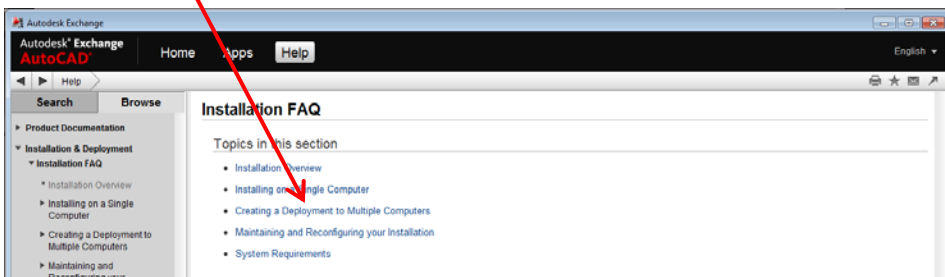 Autodesk Exchange
Autodesk® Exchange
AutoCAD®
Home Apps Help
English
Help
Search Browse
Product Documentation
Installation & Deployment
Installation FAQ
Installation Overview
Installing on a Single
Computer
Creating a Deployment to
Multiple Computers
Maintaining and
Reconfiguring your
Installation FAQ
Topics in this section
Installation Overview
Installing on a Single Computer
Creating a Deployment to Multiple Computers
Maintaining and Reconfiguring your Installation
System Requirements